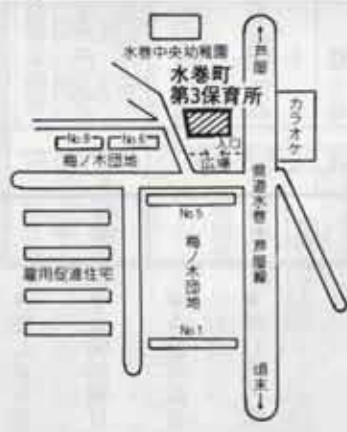 ↑芦屋
水巻中央幼稚園
水巻町
第3保育所
カラオケ
入口
広場
No.8
No.6
梅ノ木団地
県道水巻・芦屋線
No.5
梅ノ木団地
雇用促進住宅
No.1
頃末↓